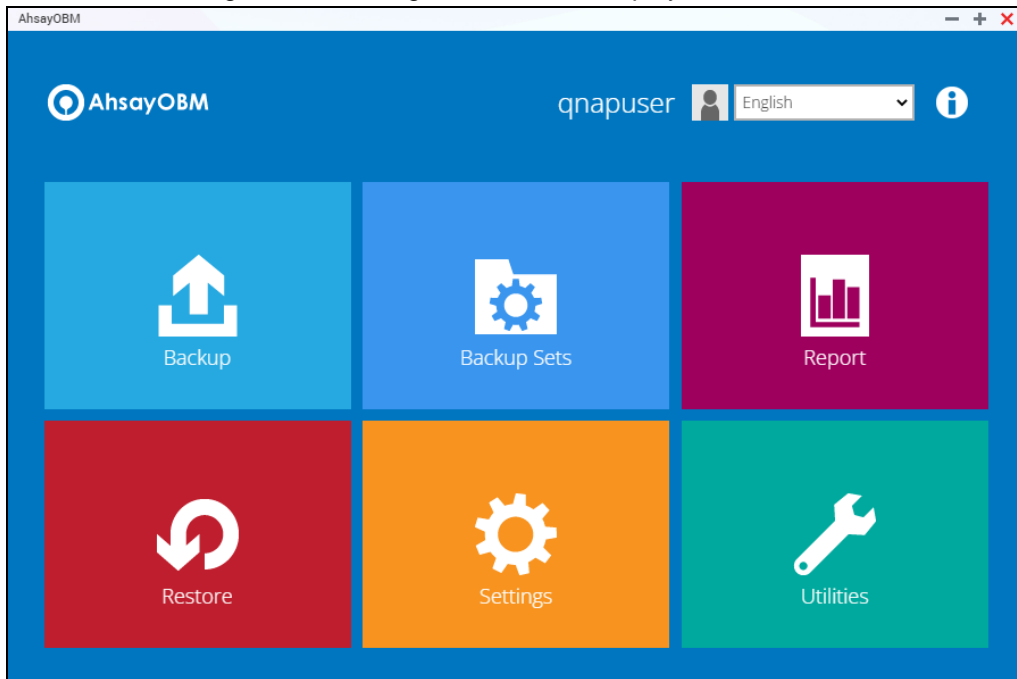 AhsayOBM
AhsayOBM
qnapuser
English
Backup
Backup Sets
Report
Restore
Settings
Utilities